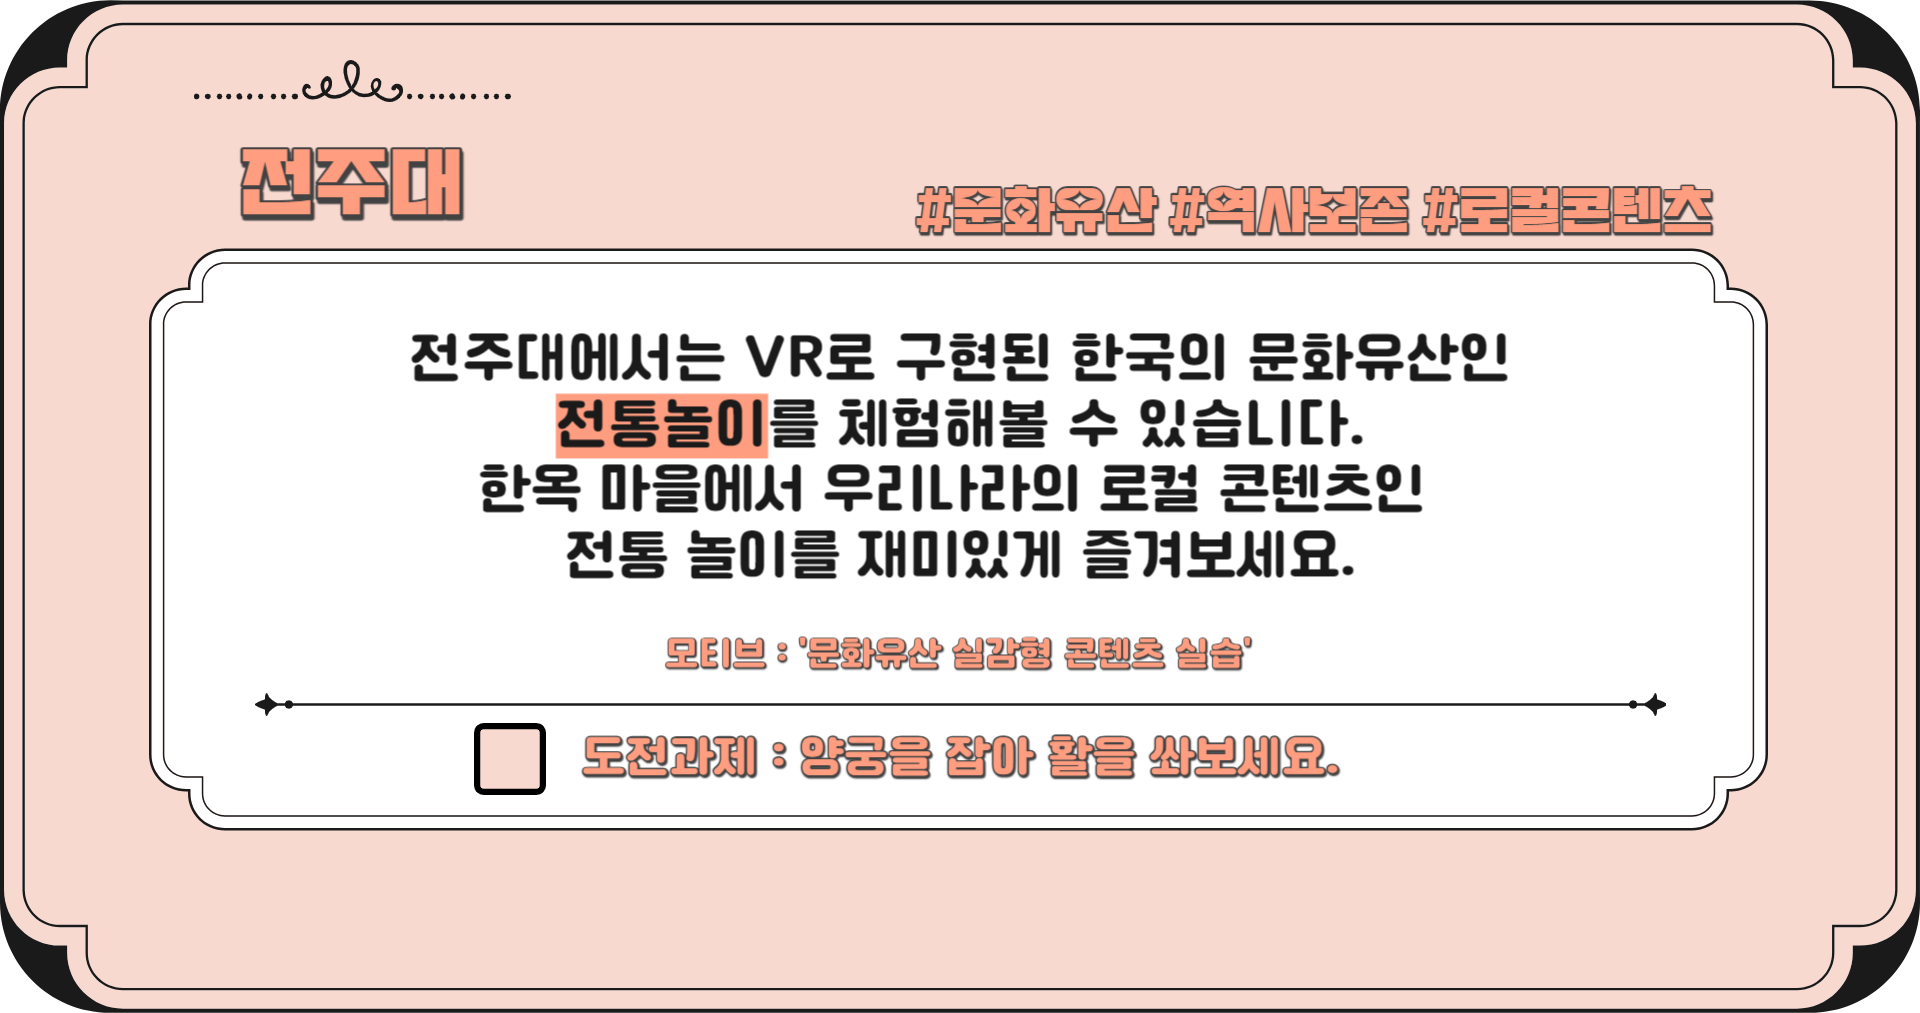 전주대
#문화유산 #역사보존 #로컬콘텐츠
전주대에서는 VR로 구현된 한국의 문화유산인
전통놀이를 체험해볼 수 있습니다.
한옥 마을에서 우리나라의 로컬 콘텐츠인
전통 놀이를 재미있게 즐겨보세요.
모티브 : '문화유산 실감형 콘텐츠 실습'
도전과제 : 양궁을 잡아 활을 쏴보세요.